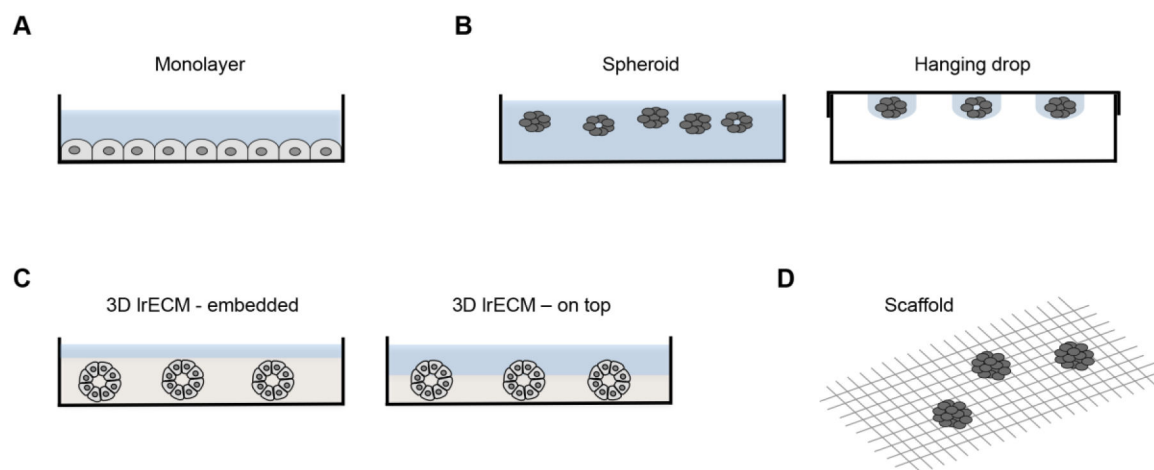 A
Monolayer
B
Spheroid
Hanging drop
C
3D lrECM - embedded
3D lrECM – on top
D
Scaffold